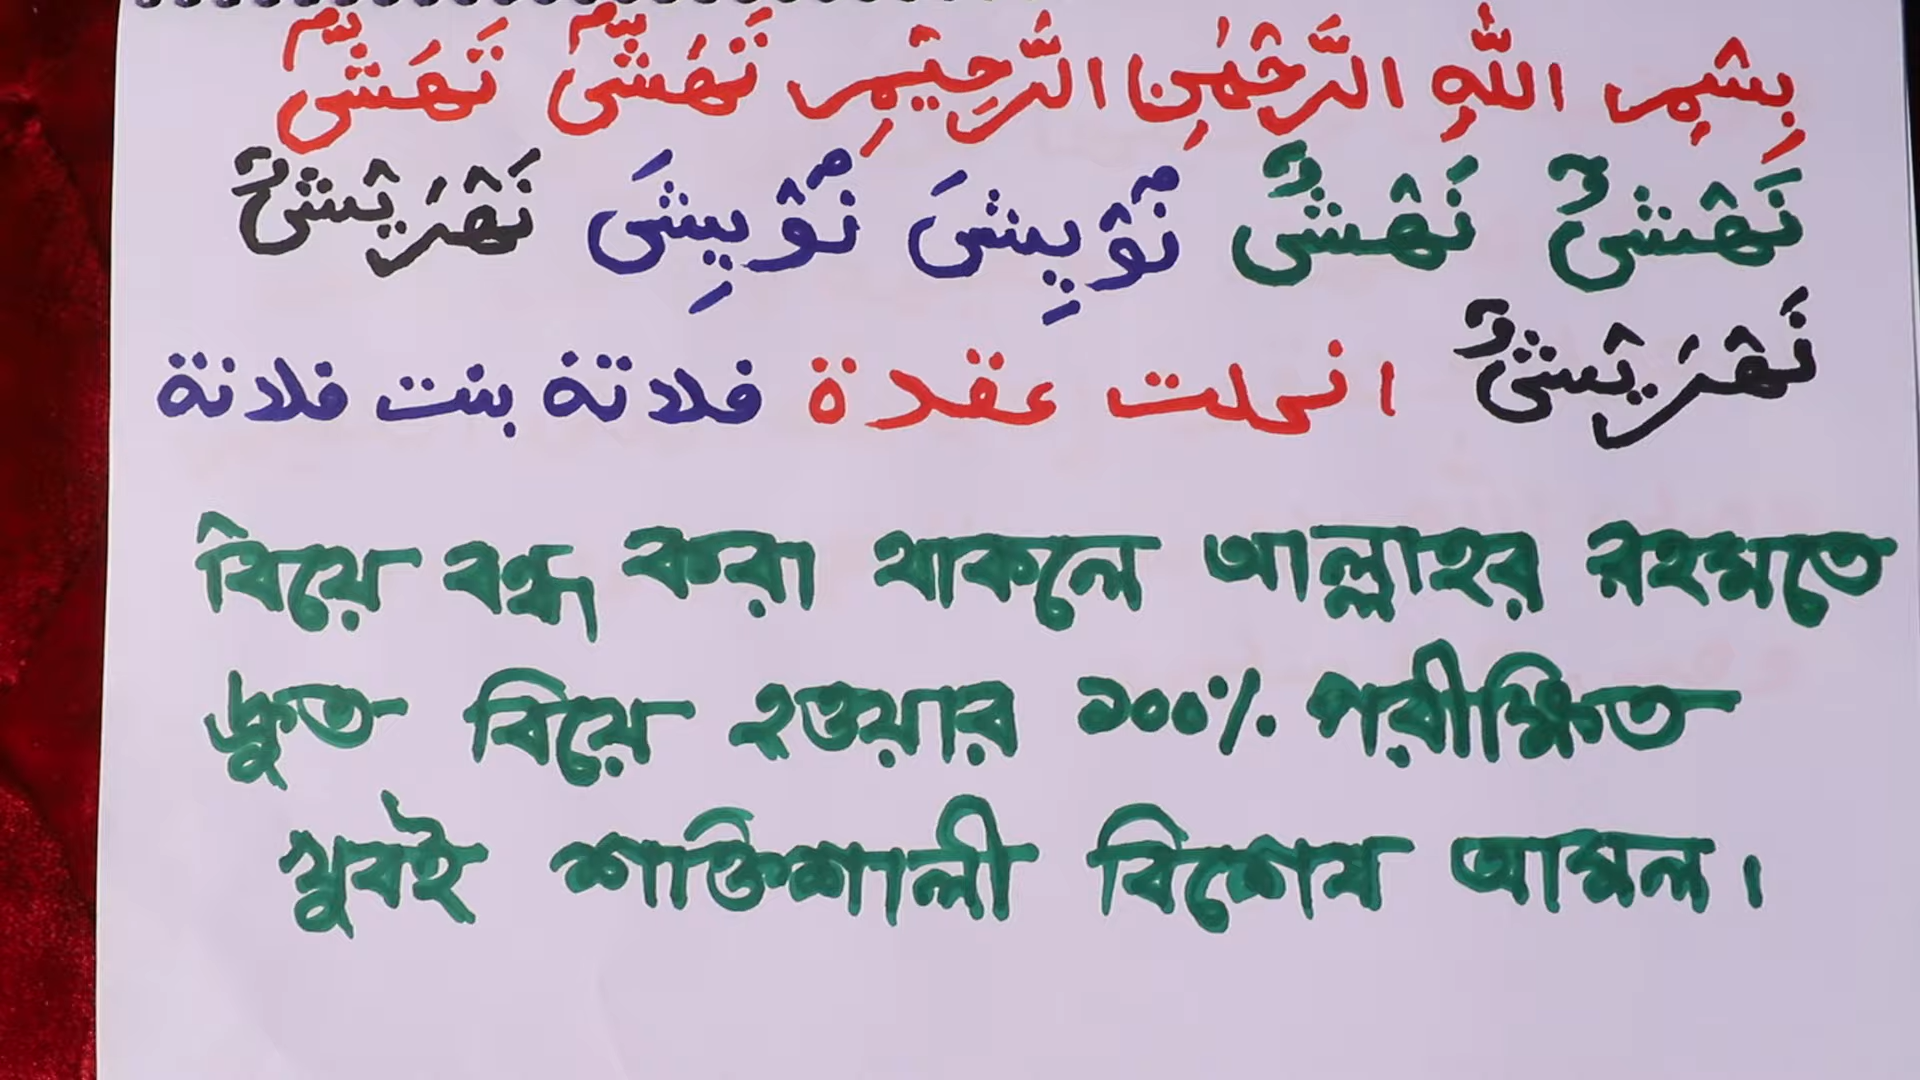 بِسْمِ اللّٰهِ الرَّحْمٰنِ الرَّحِيْمِ نَهَشٌ نَهَشٌ
نَهْشٌ نَهْشٌ نُوْيِشَ نُوْيِشَ نَهْرَيْشٌ
نَهْرَيْشٌ انحلت عقدة فلانة بنت فلانة
বিয়ে বন্ধ করা থাকলে আল্লাহর রহমতে
দ্রুত বিয়ে হওয়ার ১০০% পরীক্ষিত
খুবই শক্তিশালী বিশেষ আমল।